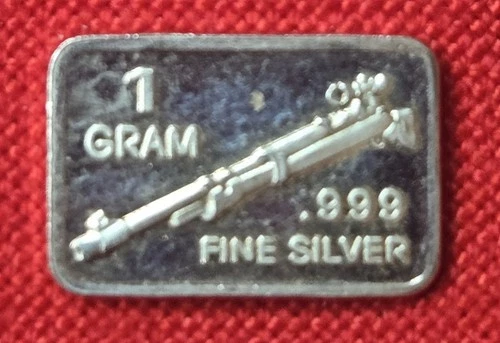 1
GRAM
.999
FINE SILVER